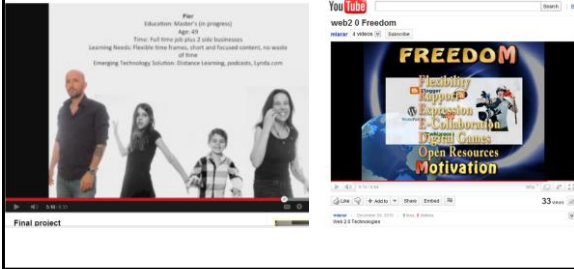 Pier
Education: Master's (in progress)
Age: 49
Time: Full time job plus 2 side businesses
Learning Needs: Flexible time frames, short and focused content, no waste
of time
Emerging Technology Solution: Distance Learning, podcasts, Lynda.com
Final project
YouTube
Search
web2 0 Freedom
4 videos
Subscribe
FREEDOM
Flexibility
Rapport
Expression
E-Collaboration
Digital Games
Open Resources
Motivation
Like
Add to
Share
Embed
33 views
Web 2.0 Technologies